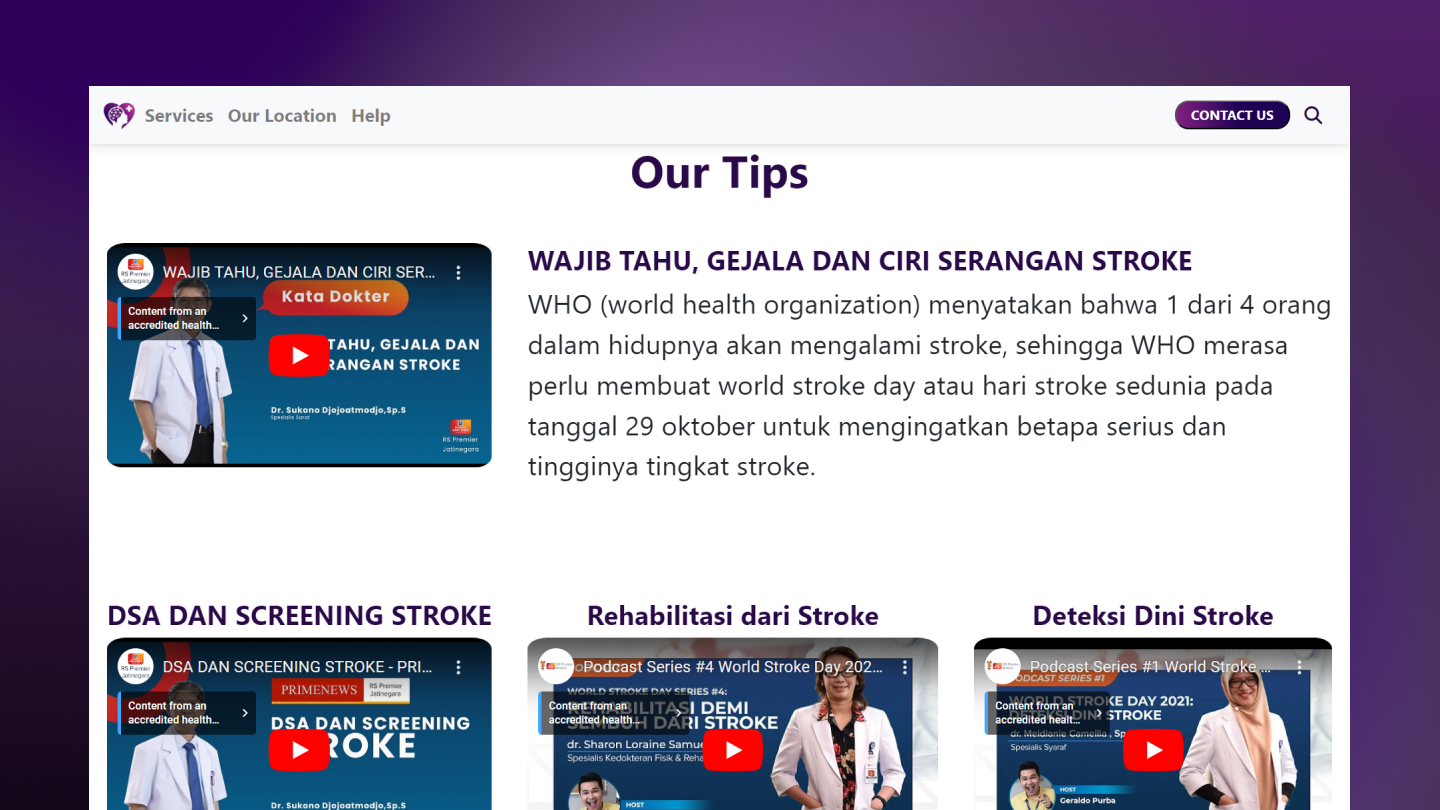 Services Our Location Help CONTACT US
Our Tips
RS Premier
Jatinegara
WAJIB TAHU, GEJALA DAN CIRI SER...
Kata Dokter
Content from an
accredited health...
TAHU, GEJALA DAN
RANGAN STROKE
Dr. Sukono Djojoatmodjo,Sp.S
Spesialis Saraf
RS Premier
Jatinegara
WAJIB TAHU, GEJALA DAN CIRI SERANGAN STROKE
WHO (world health organization) menyatakan bahwa 1 dari 4 orang
dalam hidupnya akan mengalami stroke, sehingga WHO merasa
perlu membuat world stroke day atau hari stroke sedunia pada
tanggal 29 oktober untuk mengingatkan betapa serius dan
tingginya tingkat stroke.
DSA DAN SCREENING STROKE
RS Premier
Jatinegara
DSA DAN SCREENING STROKE - PRI...
PRIMENEWS RS Premier
Jatinegara
Content from an
accredited health...
DSA DAN SCREENING
ROKE
Dr. Sukono Djojoatmodjo,Sp.S
Rehabilitasi dari Stroke
Podcast Series #4 World Stroke Day 202...
WORLD STROKE DAY SERIES #4:
Content from an
accredited health...
REHABILITASI DEMI
SEMBUH DARI STROKE
dr. Sharon Loraine Samue
Spesialis Kedokteran Fisik & Reha
HOST
Deteksi Dini Stroke
Podcast Series #1 World Stroke ...
PODCAST SERIES #1
Content from an
accredited healt...
WORLD STROKE DAY 2021:
DETEKSI DINI STROKE
dr. Meidianie Camellia , Sp
Spesialis Syaraf
HOST
Geraldo Purba